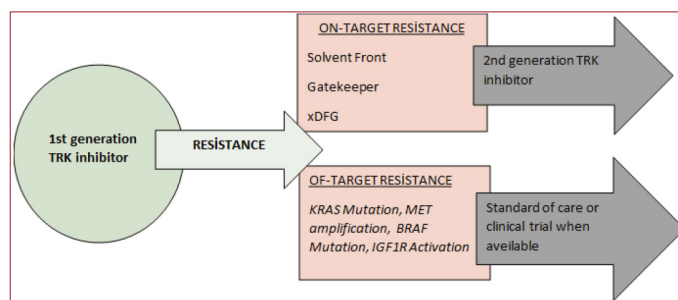 1st generation
TRK inhibitor
RESİSTANCE
ON-TARGET RESİSTANCE
Solvent Front
Gatekeeper
xDFG
2nd generation TRK
inhibitor
OF-TARGET RESİSTANCE
KRAS Mutation, MET
amplification, BRAF
Mutation, IGF1R Activation
Standard of care or
clinical trial when
available